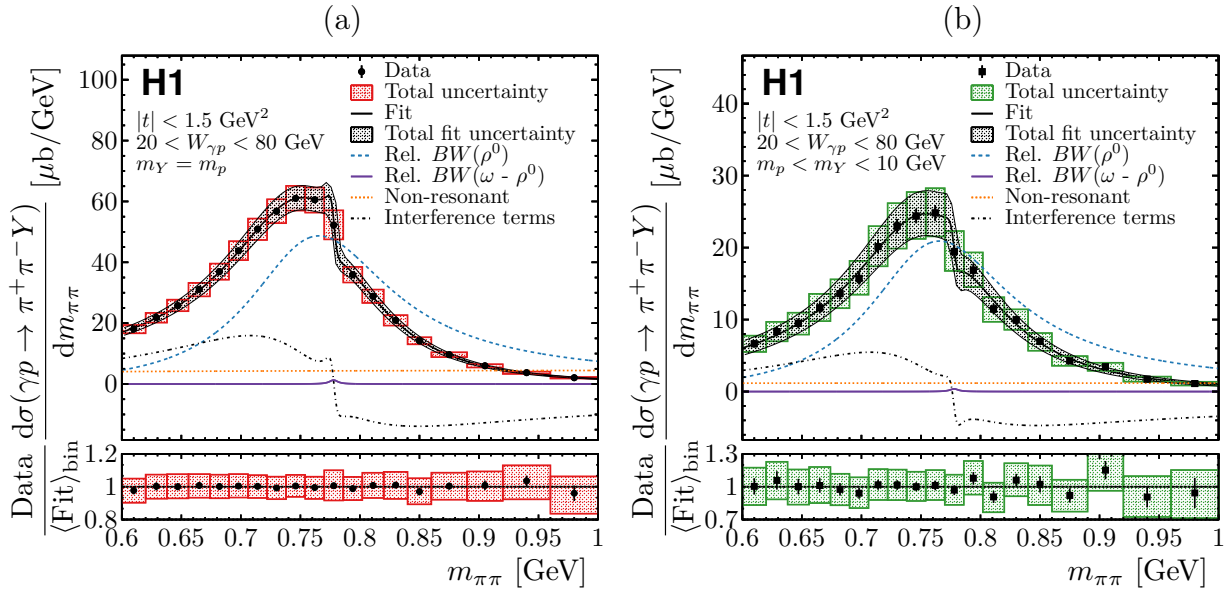 (a)
H1
|t| < 1.5 GeV²
20 < W_γp < 80 GeV
m_Y = m_p
Data
Total uncertainty
Fit
Total fit uncertainty
Rel. BW(ρ⁰)
Rel. BW(ω - ρ⁰)
Non-resonant
Interference terms
dσ(γp → π⁺π⁻Y) / dm_ππ [μb/GeV]
100
80
60
40
20
0
Data / ⟨Fit⟩_bin
1.2
1
0.8
0.6 0.65 0.7 0.75 0.8 0.85 0.9 0.95 1
m_ππ [GeV]
(b)
H1
|t| < 1.5 GeV²
20 < W_γp < 80 GeV
m_p < m_Y < 10 GeV
Data
Total uncertainty
Fit
Total fit uncertainty
Rel. BW(ρ⁰)
Rel. BW(ω - ρ⁰)
Non-resonant
Interference terms
dσ(γp → π⁺π⁻Y) / dm_ππ [μb/GeV]
40
30
20
10
0
Data / ⟨Fit⟩_bin
1.3
1
0.7
0.6 0.65 0.7 0.75 0.8 0.85 0.9 0.95 1
m_ππ [GeV]